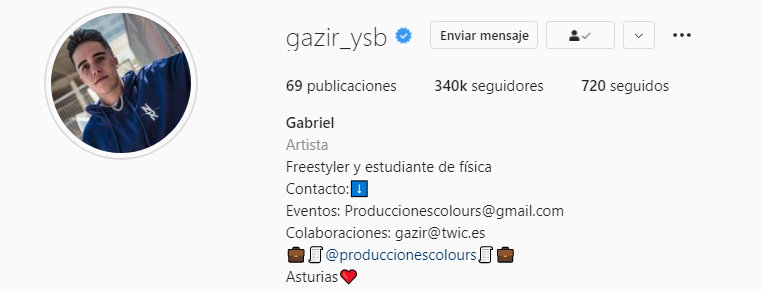 gazir_ysb Enviar mensaje
69 publicaciones 340k seguidores 720 seguidos
Gabriel
Artista
Freestyler y estudiante de física
Contacto:⬇️
Eventos: Produccionescolours@gmail.com
Colaboraciones: gazir@twic.es
💼📜@produccionescolours📜💼
Asturias❤️